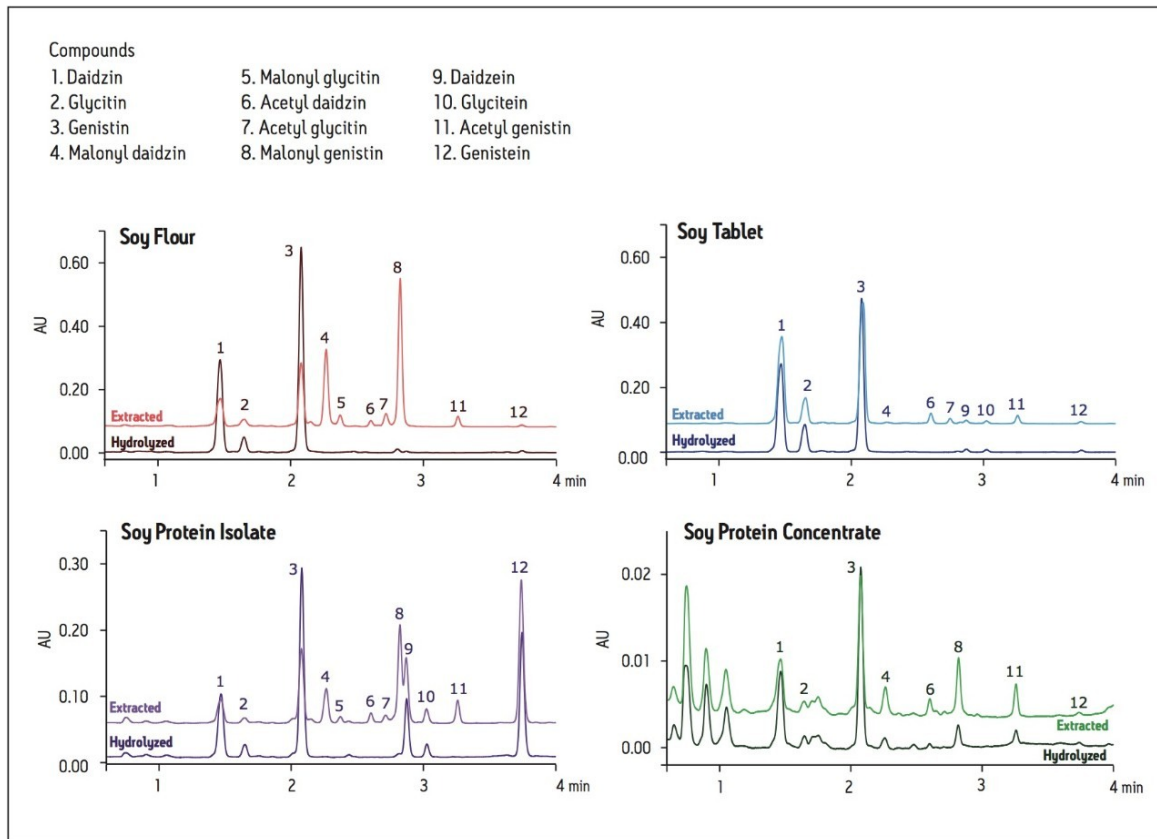 Compounds
1. Daidzin
2. Glycitin
3. Genistin
4. Malonyl daidzin
5. Malonyl glycitin
6. Acetyl daidzin
7. Acetyl glycitin
8. Malonyl genistin
9. Daidzein
10. Glycitein
11. Acetyl genistin
12. Genistein
Soy Flour
AU
0.60
0.40
0.20
0.00
1 2 3 4 5 6 7 8 11 12
Extracted
Hydrolyzed
1 2 3 4 min
Soy Tablet
AU
0.60
0.40
0.20
0.00
1 2 3 4 6 7 9 10 11 12
Extracted
Hydrolyzed
1 2 3 4 min
Soy Protein Isolate
AU
0.30
0.20
0.10
0.00
1 2 3 4 5 6 7 8 9 10 11 12
Extracted
Hydrolyzed
1 2 3 4 min
Soy Protein Concentrate
AU
0.02
0.01
0.00
1 2 3 4 6 8 11 12
Extracted
Hydrolyzed
1 2 3 4 min